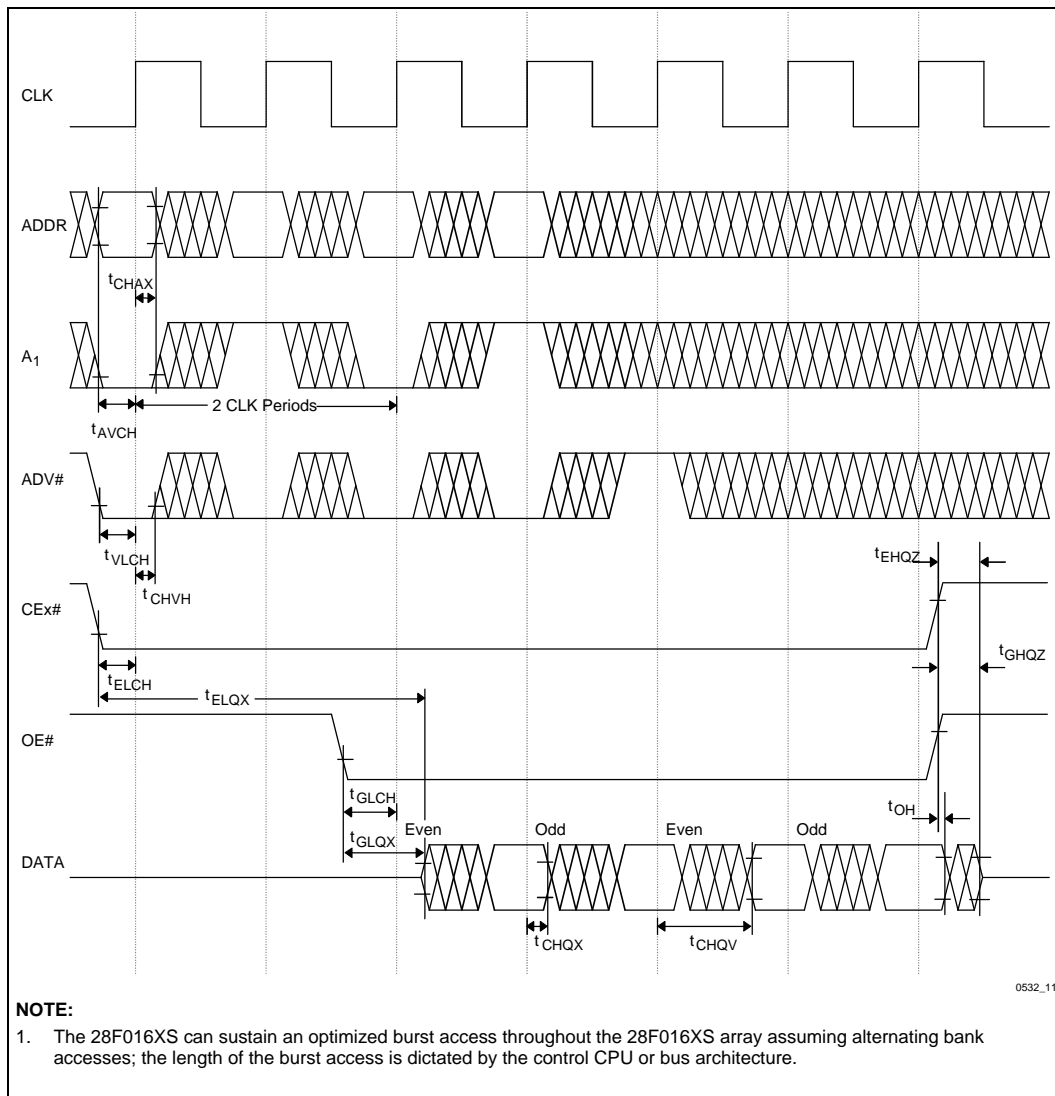 CLK
ADDR
tCHAX
A1
2 CLK Periods
tAVCH
ADV#
tVLCH
tCHVH
tEHQZ
CEx#
tGHQZ
tELCH
tELQX
OE#
tGLCH
tOH
tGLQX
Even Odd Even Odd
DATA
tCHQX
tCHQV
0532_11
NOTE:
1. The 28F016XS can sustain an optimized burst access throughout the 28F016XS array assuming alternating bank
accesses; the length of the burst access is dictated by the control CPU or bus architecture.